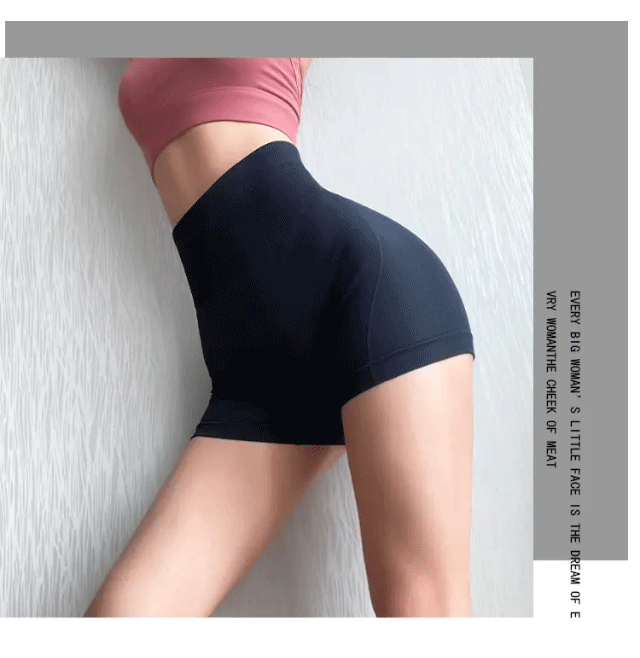 EVERY BIG WOMAN'S LITTLE FACE IS THE DREAM OF E
VRY WOMANTHE CHEEK OF MEAT